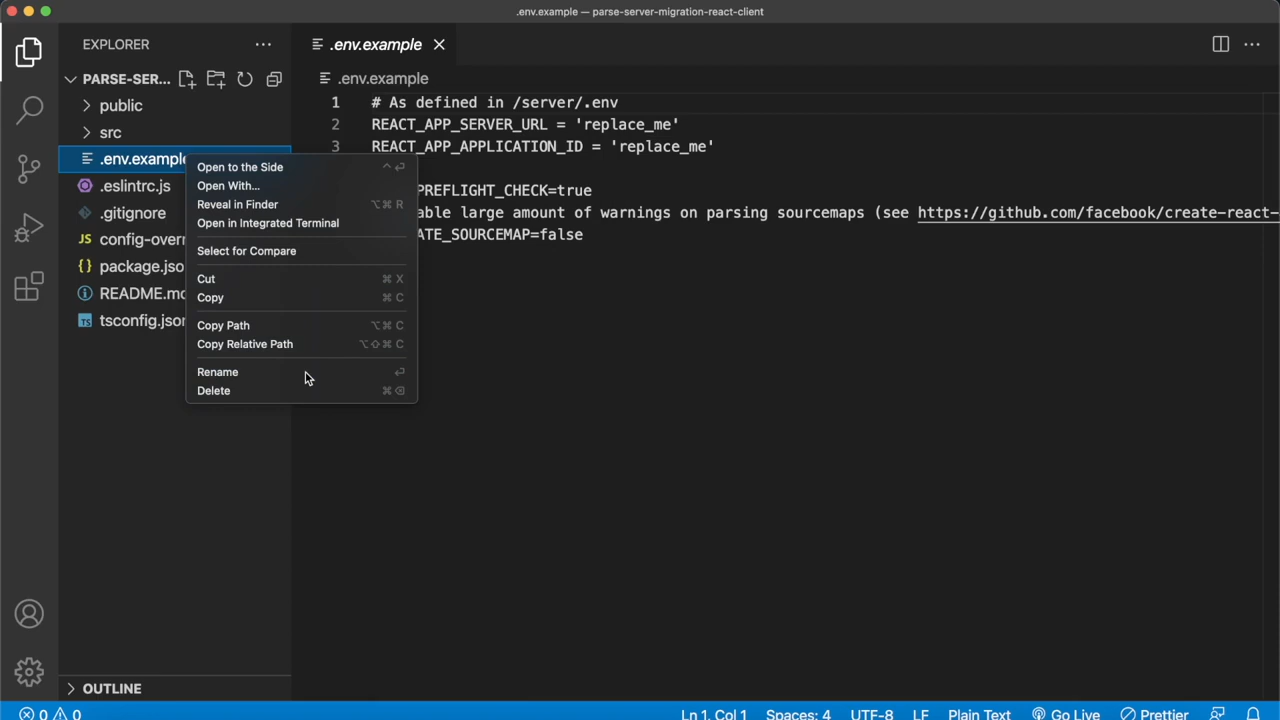 .env.example — parse-server-migration-react-client
EXPLORER
PARSE-SER...
public
src
.env.example
.eslintrc.js
.gitignore
JS config-overr
{} package.jso
README.md
TS tsconfig.json
OUTLINE
Open to the Side
Open With...
Reveal in Finder ⌥⌘ R
Open in Integrated Terminal
Select for Compare
Cut ⌘ X
Copy ⌘ C
Copy Path ⌥⌘ C
Copy Relative Path ⌥⇧⌘ C
Rename
Delete
.env.example
.env.example
1 # As defined in /server/.env
2 REACT_APP_SERVER_URL = 'replace_me'
3 REACT_APP_APPLICATION_ID = 'replace_me'
PREFLIGHT_CHECK=true
able large amount of warnings on parsing sourcemaps (see https://github.com/facebook/create-react-
ATE_SOURCEMAP=false
0 0
Ln 1, Col 1 Spaces: 4 UTF-8 LF Plain Text Go Live Prettier